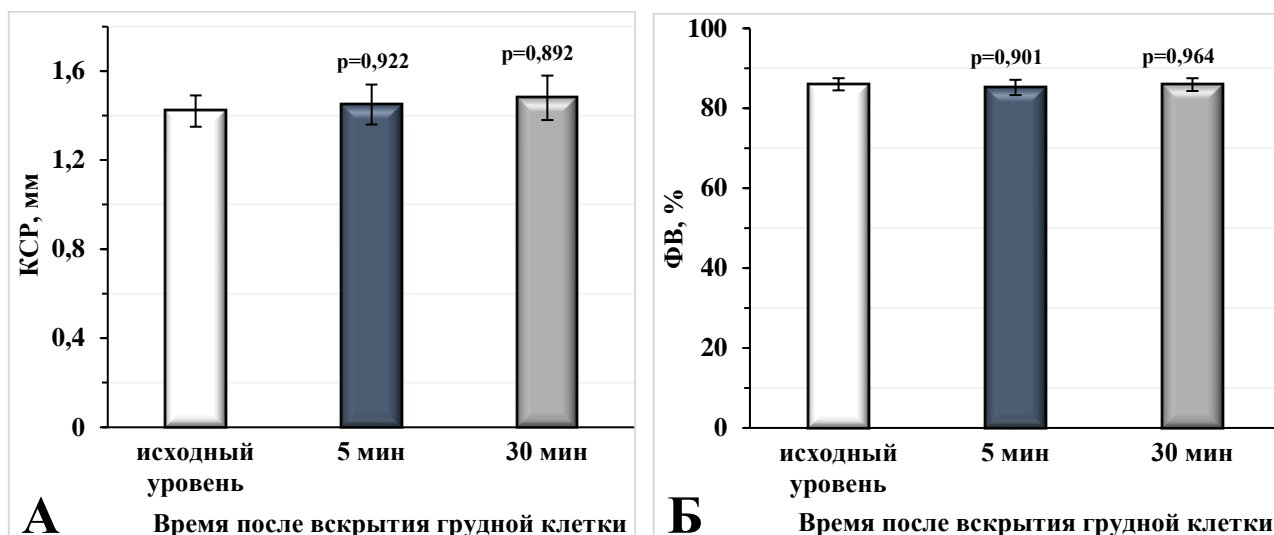 КСР, мм
1,6
1,2
0,8
0,4
0
p=0,922
p=0,892
исходный
уровень
5 мин
30 мин
А
Время после вскрытия грудной клетки
ФВ, %
100
80
60
40
20
0
p=0,901
p=0,964
исходный
уровень
5 мин
30 мин
Б
Время после вскрытия грудной клетки